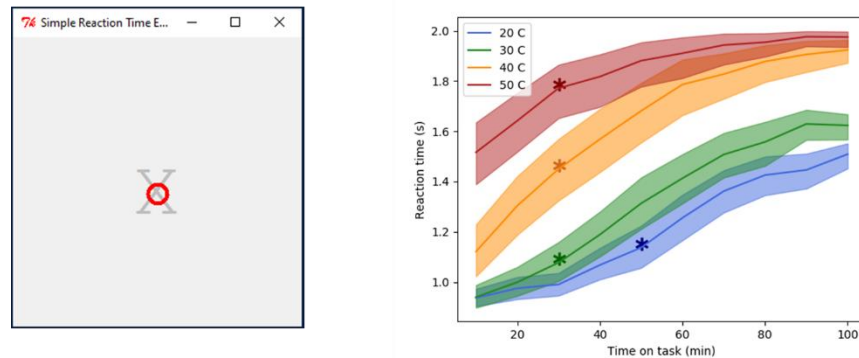 Simple Reaction Time E...
X
20 C
30 C
40 C
50 C
Reaction time (s)
2.0
1.8
1.6
1.4
1.2
1.0
20
40
60
80
100
Time on task (min)